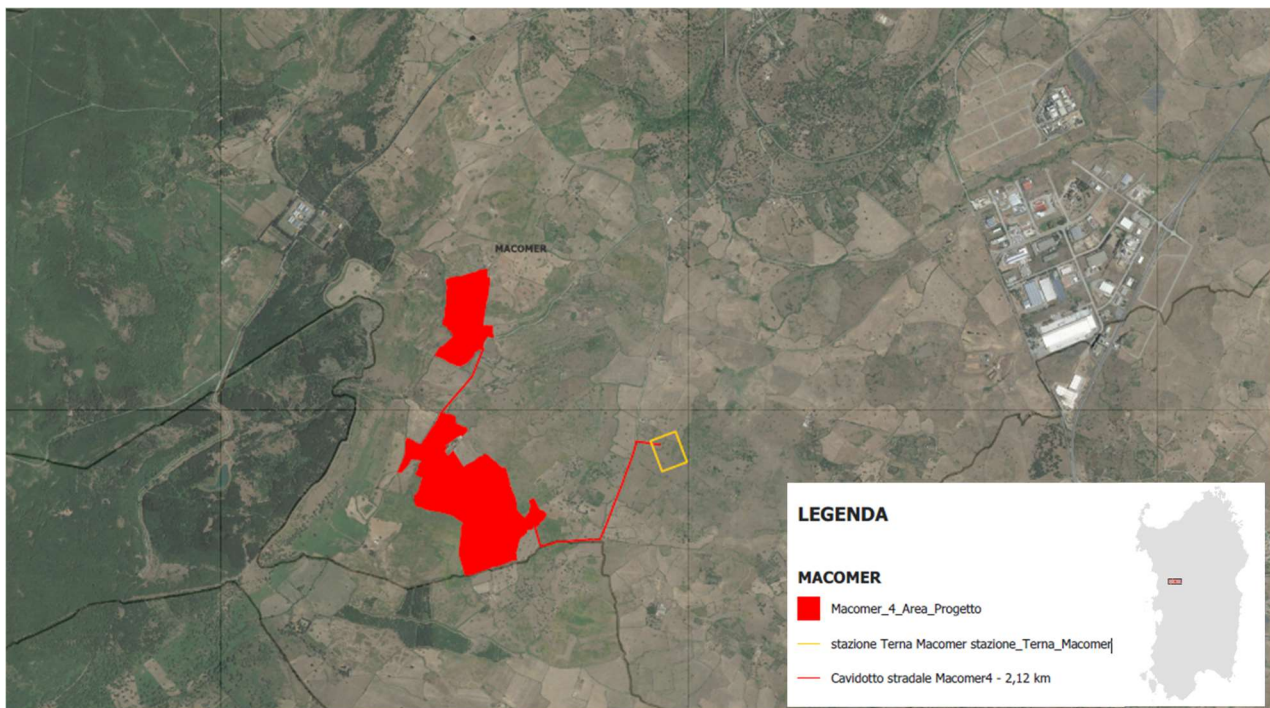 MACOMER
LEGENDA
MACOMER
Macomer_4_Area_Progetto
stazione Terna Macomer stazione_Terna_Macomer
Cavidotto stradale Macomer4 - 2,12 km